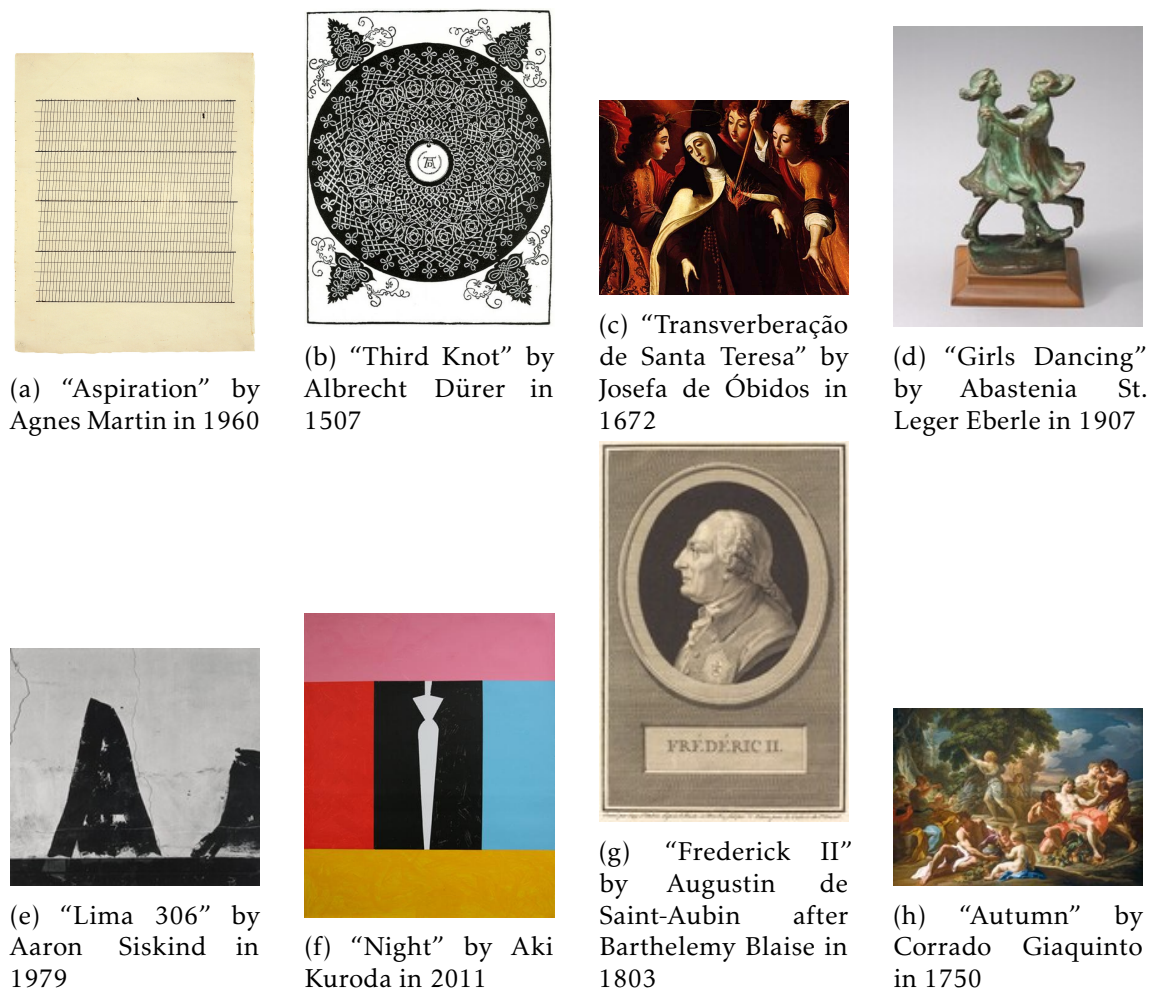 (a) “Aspiration” by
Agnes Martin in 1960
(b) “Third Knot” by
Albrecht Dürer in
1507
(c) “Transverberação
de Santa Teresa” by
Josefa de Óbidos in
1672
(d) “Girls Dancing”
by Abastenia St.
Leger Eberle in 1907
(e) “Lima 306” by
Aaron Siskind in
1979
(f) “Night” by Aki
Kuroda in 2011
FRÉDÉRIC II.
(g) “Frederick II”
by Augustin de
Saint-Aubin after
Barthelemy Blaise in
1803
(h) “Autumn” by
Corrado Giaquinto
in 1750